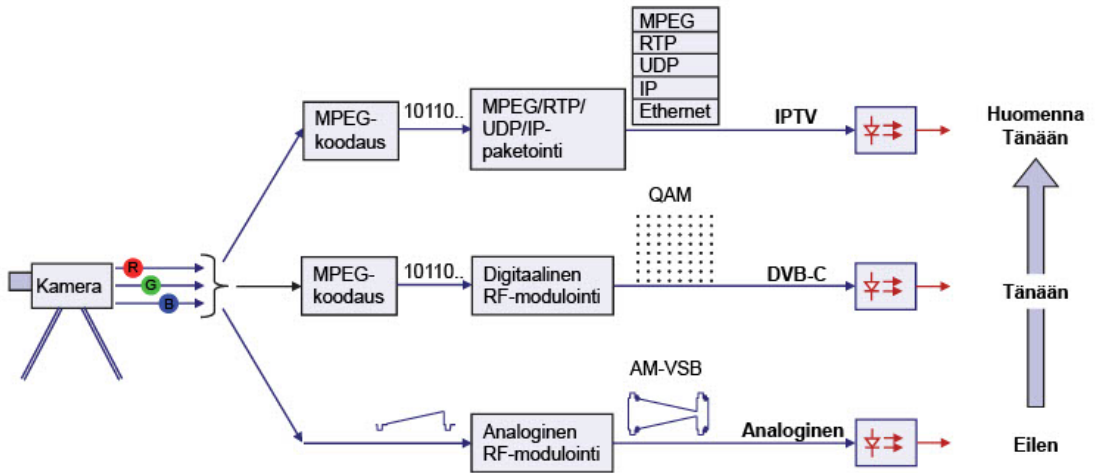 MPEG
RTP
UDP
IP
Ethernet
MPEG-
koodaus
10110..
MPEG/RTP/
UDP/IP-
paketointi
IPTV
Huomenna
Tänään
QAM
Kamera
R
G
B
MPEG-
koodaus
10110..
Digitaalinen
RF-modulointi
DVB-C
Tänään
AM-VSB
Analoginen
RF-modulointi
Analoginen
Eilen